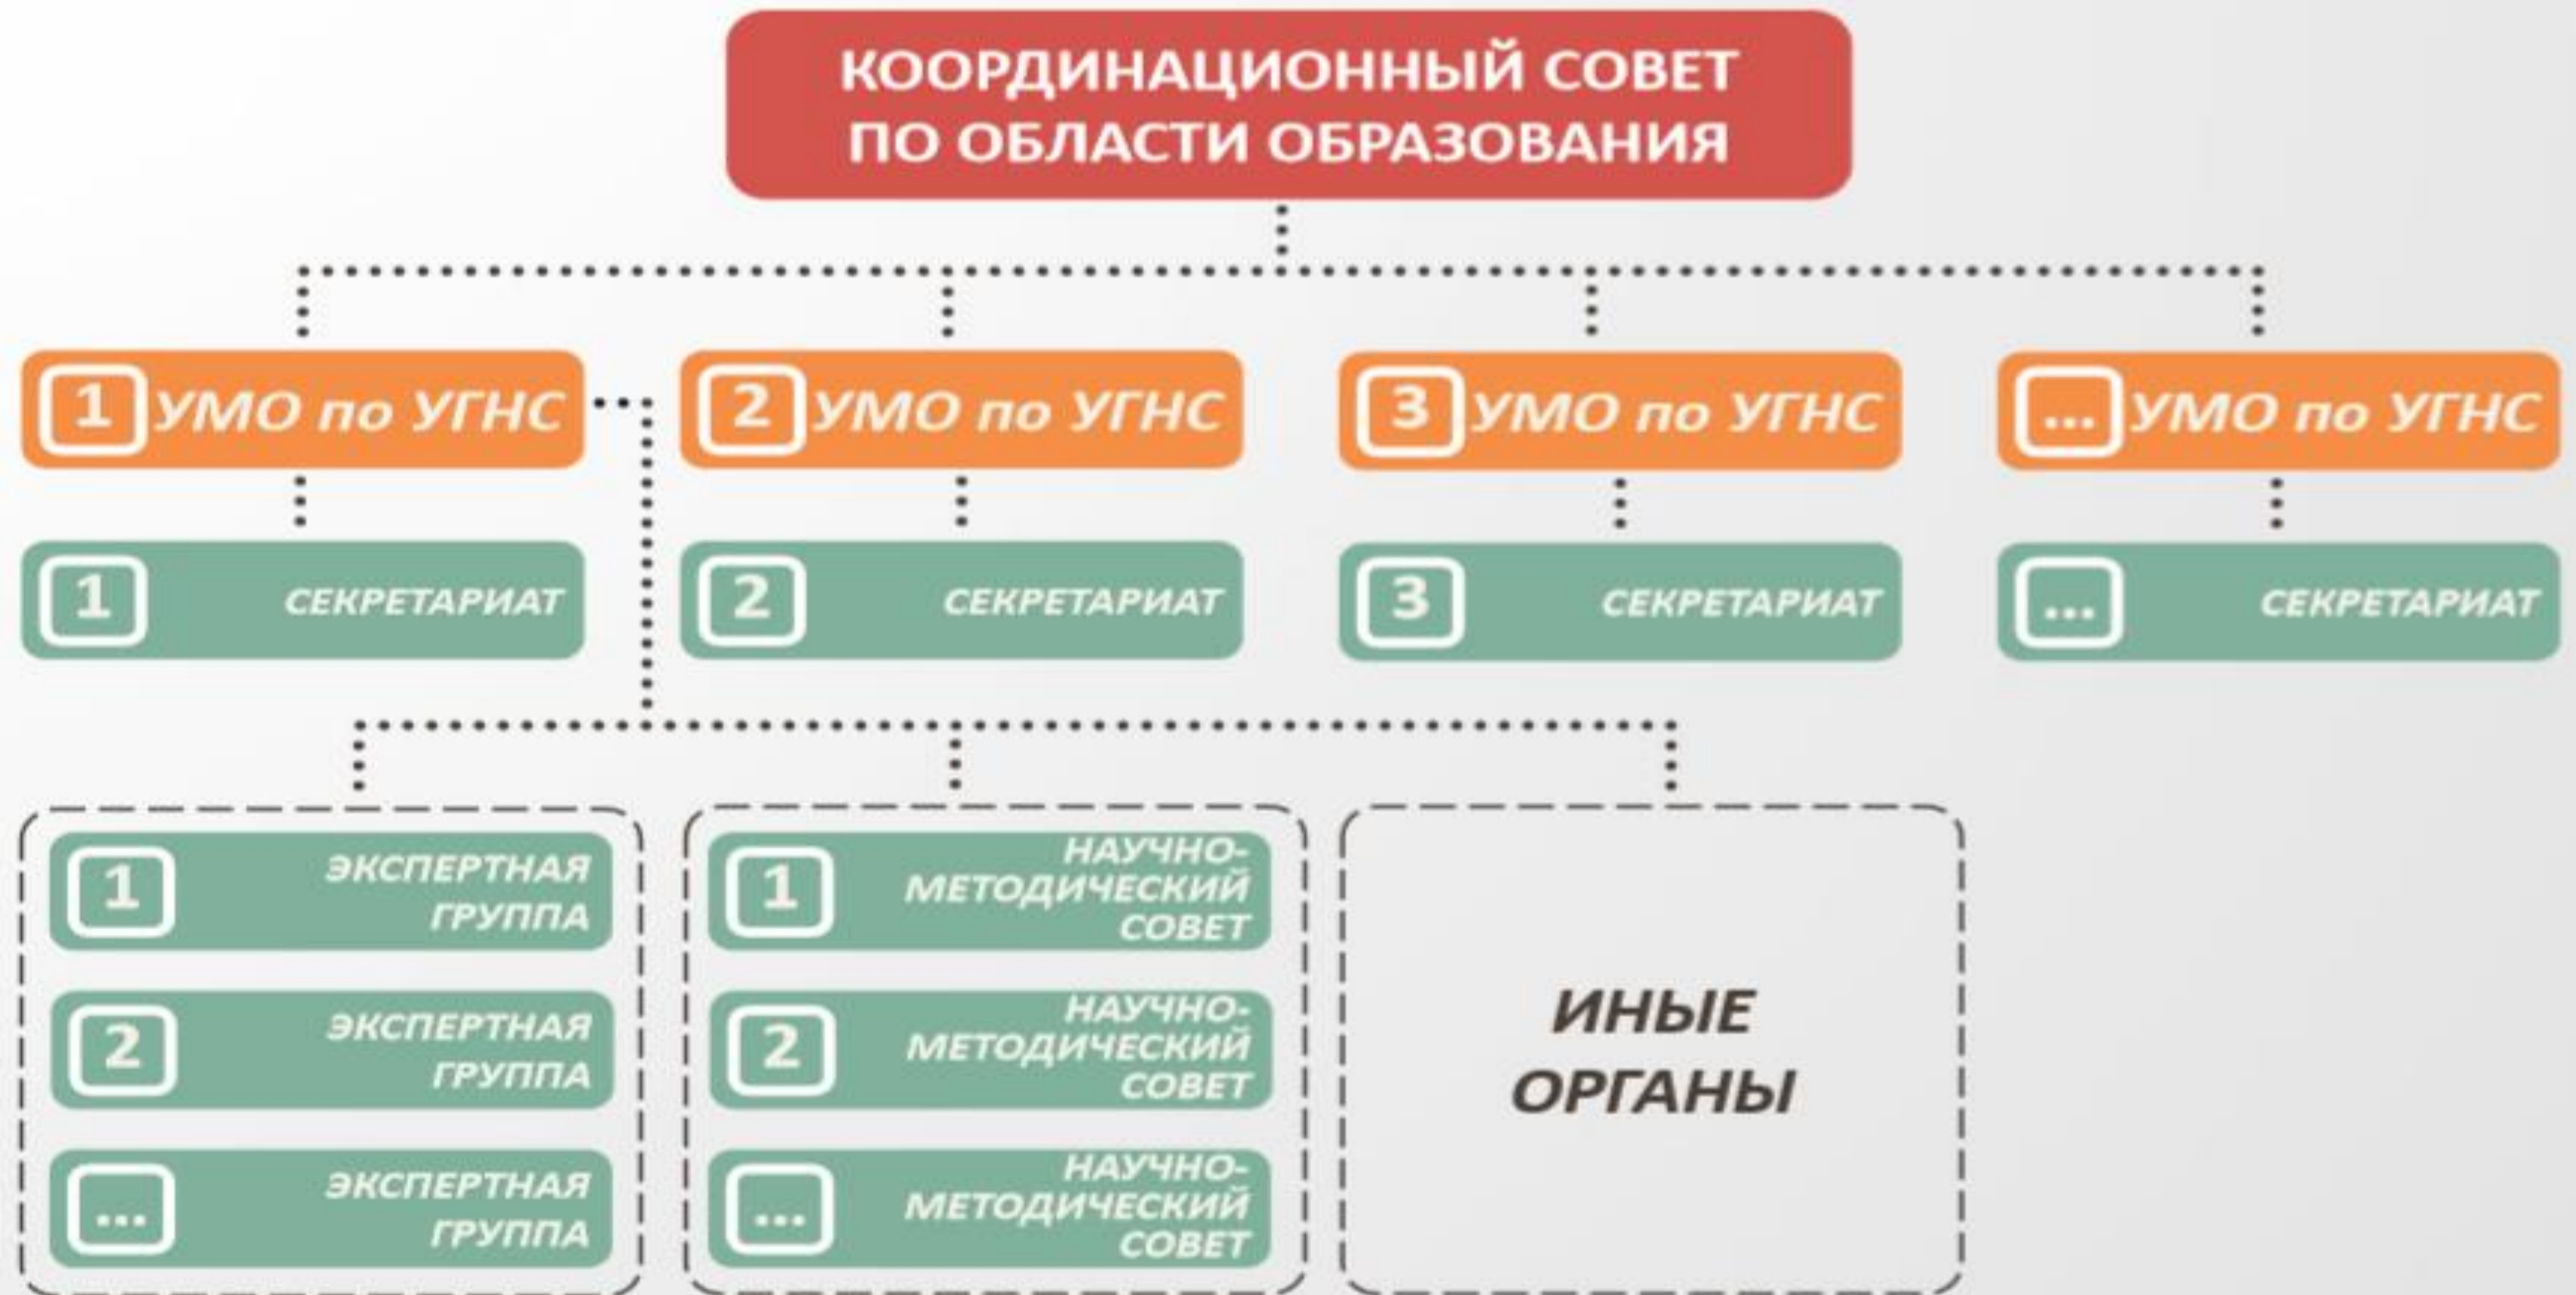 КООРДИНАЦИОННЫЙ СОВЕТ
ПО ОБЛАСТИ ОБРАЗОВАНИЯ
1 УМО по УГНС
2 УМО по УГНС
3 УМО по УГНС
... УМО по УГНС
1 СЕКРЕТАРИАТ
2 СЕКРЕТАРИАТ
3 СЕКРЕТАРИАТ
... СЕКРЕТАРИАТ
1 ЭКСПЕРТНАЯ
ГРУППА
2 ЭКСПЕРТНАЯ
ГРУППА
... ЭКСПЕРТНАЯ
ГРУППА
НАУЧНО-
1 МЕТОДИЧЕСКИЙ
СОВЕТ
НАУЧНО-
2 МЕТОДИЧЕСКИЙ
СОВЕТ
НАУЧНО-
... МЕТОДИЧЕСКИЙ
СОВЕТ
ИНЫЕ
ОРГАНЫ